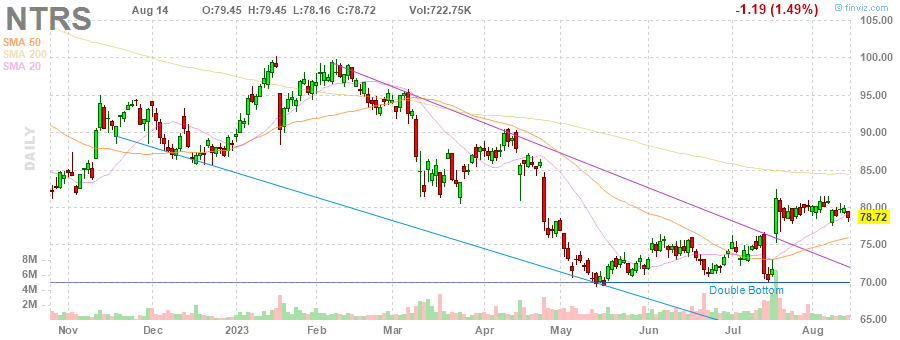 NTRS Aug 14 O:79.45 H:79.45 L:78.16 C:78.72 Vol:722.75K -1.19 (1.49%) © finviz.com
SMA 50
SMA 200
SMA 20
DAILY
105.00
100.00
95.00
90.00
85.00
80.00
78.72
75.00
70.00
65.00
8M
6M
4M
2M
Double Bottom
Nov Dec 2023 Feb Mar Apr May Jun Jul Aug